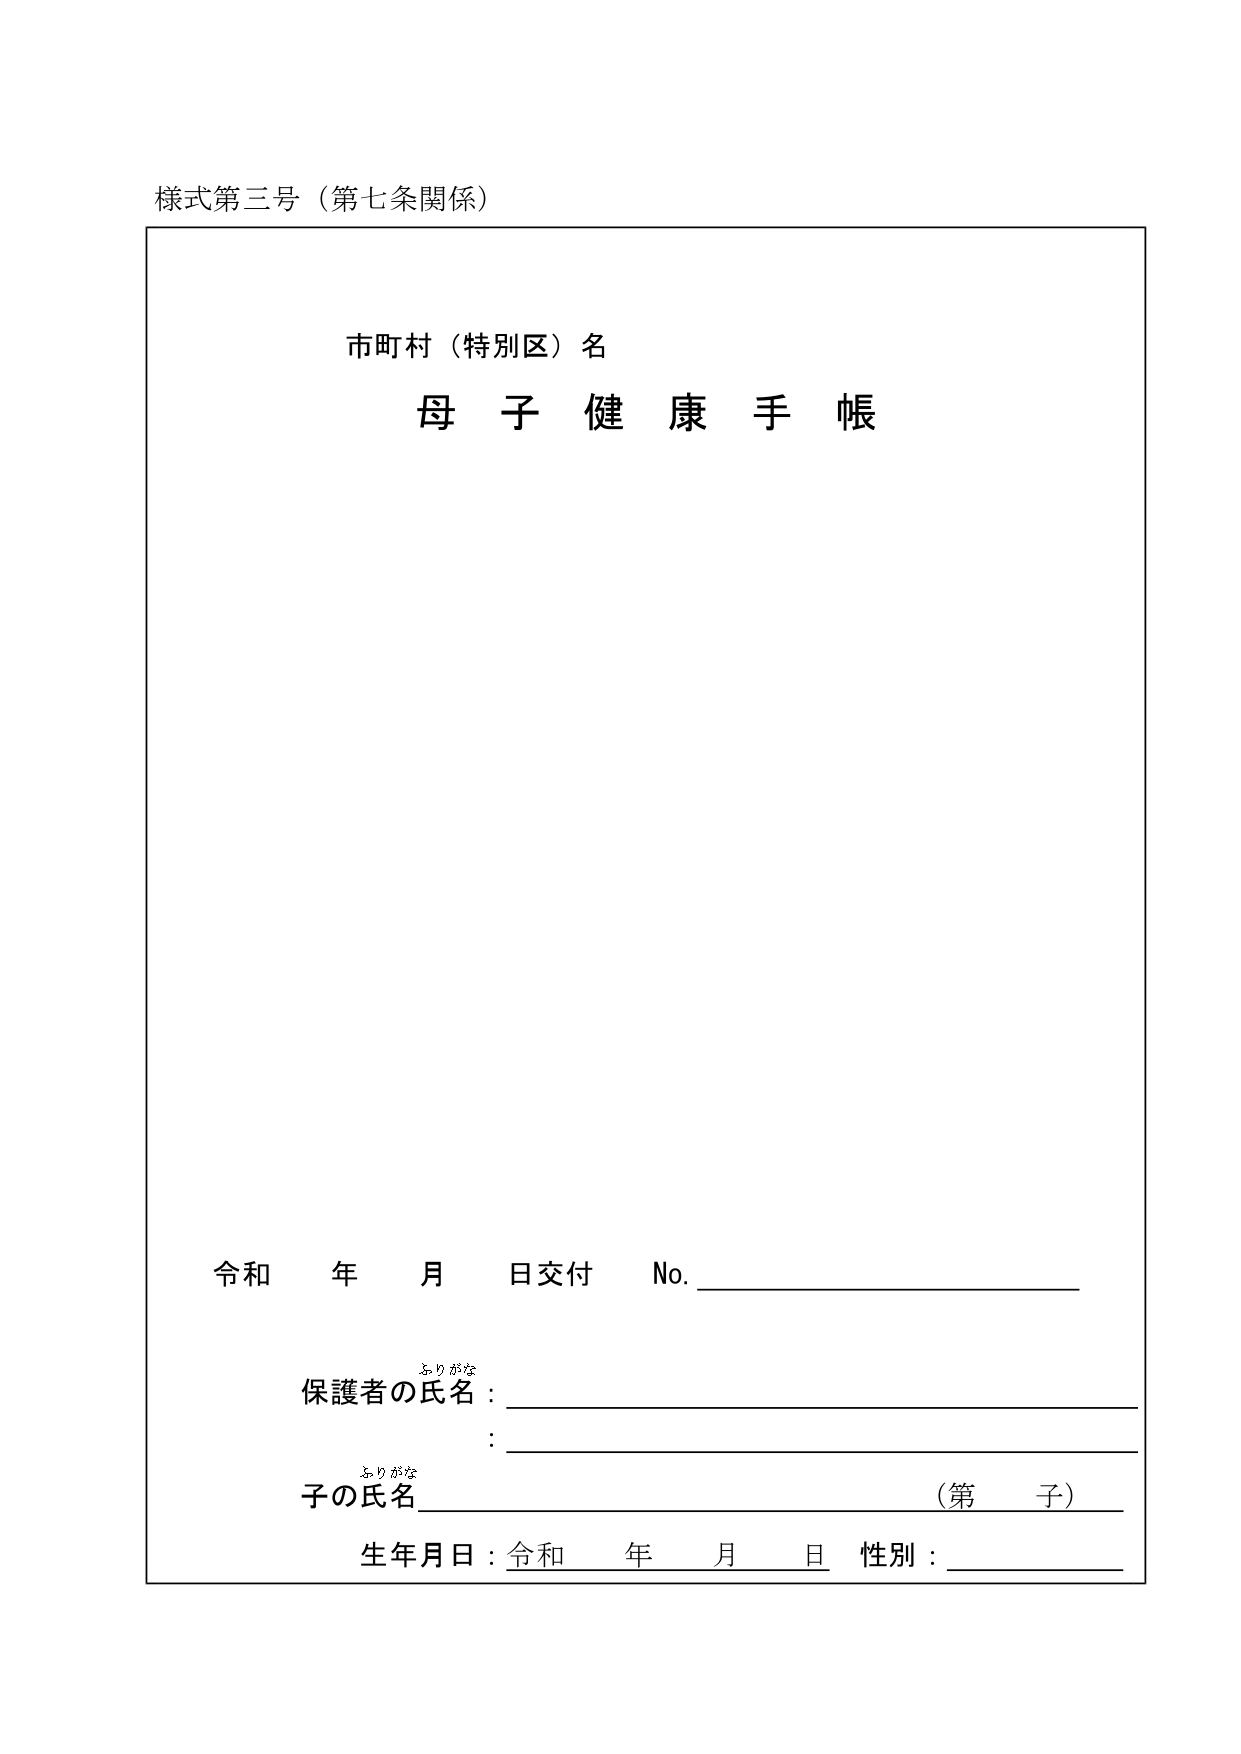 様式第三号（第七条関係）
市町村（特別区）名
母　子　健　康　手　帳
令和　　年　　月　　日交付　　No.
ふりがな
保護者の氏名：
：
ふりがな
子の氏名　　　　　　　　　　（第　　子）
生年月日：令和　　年　　月　　日　性別：